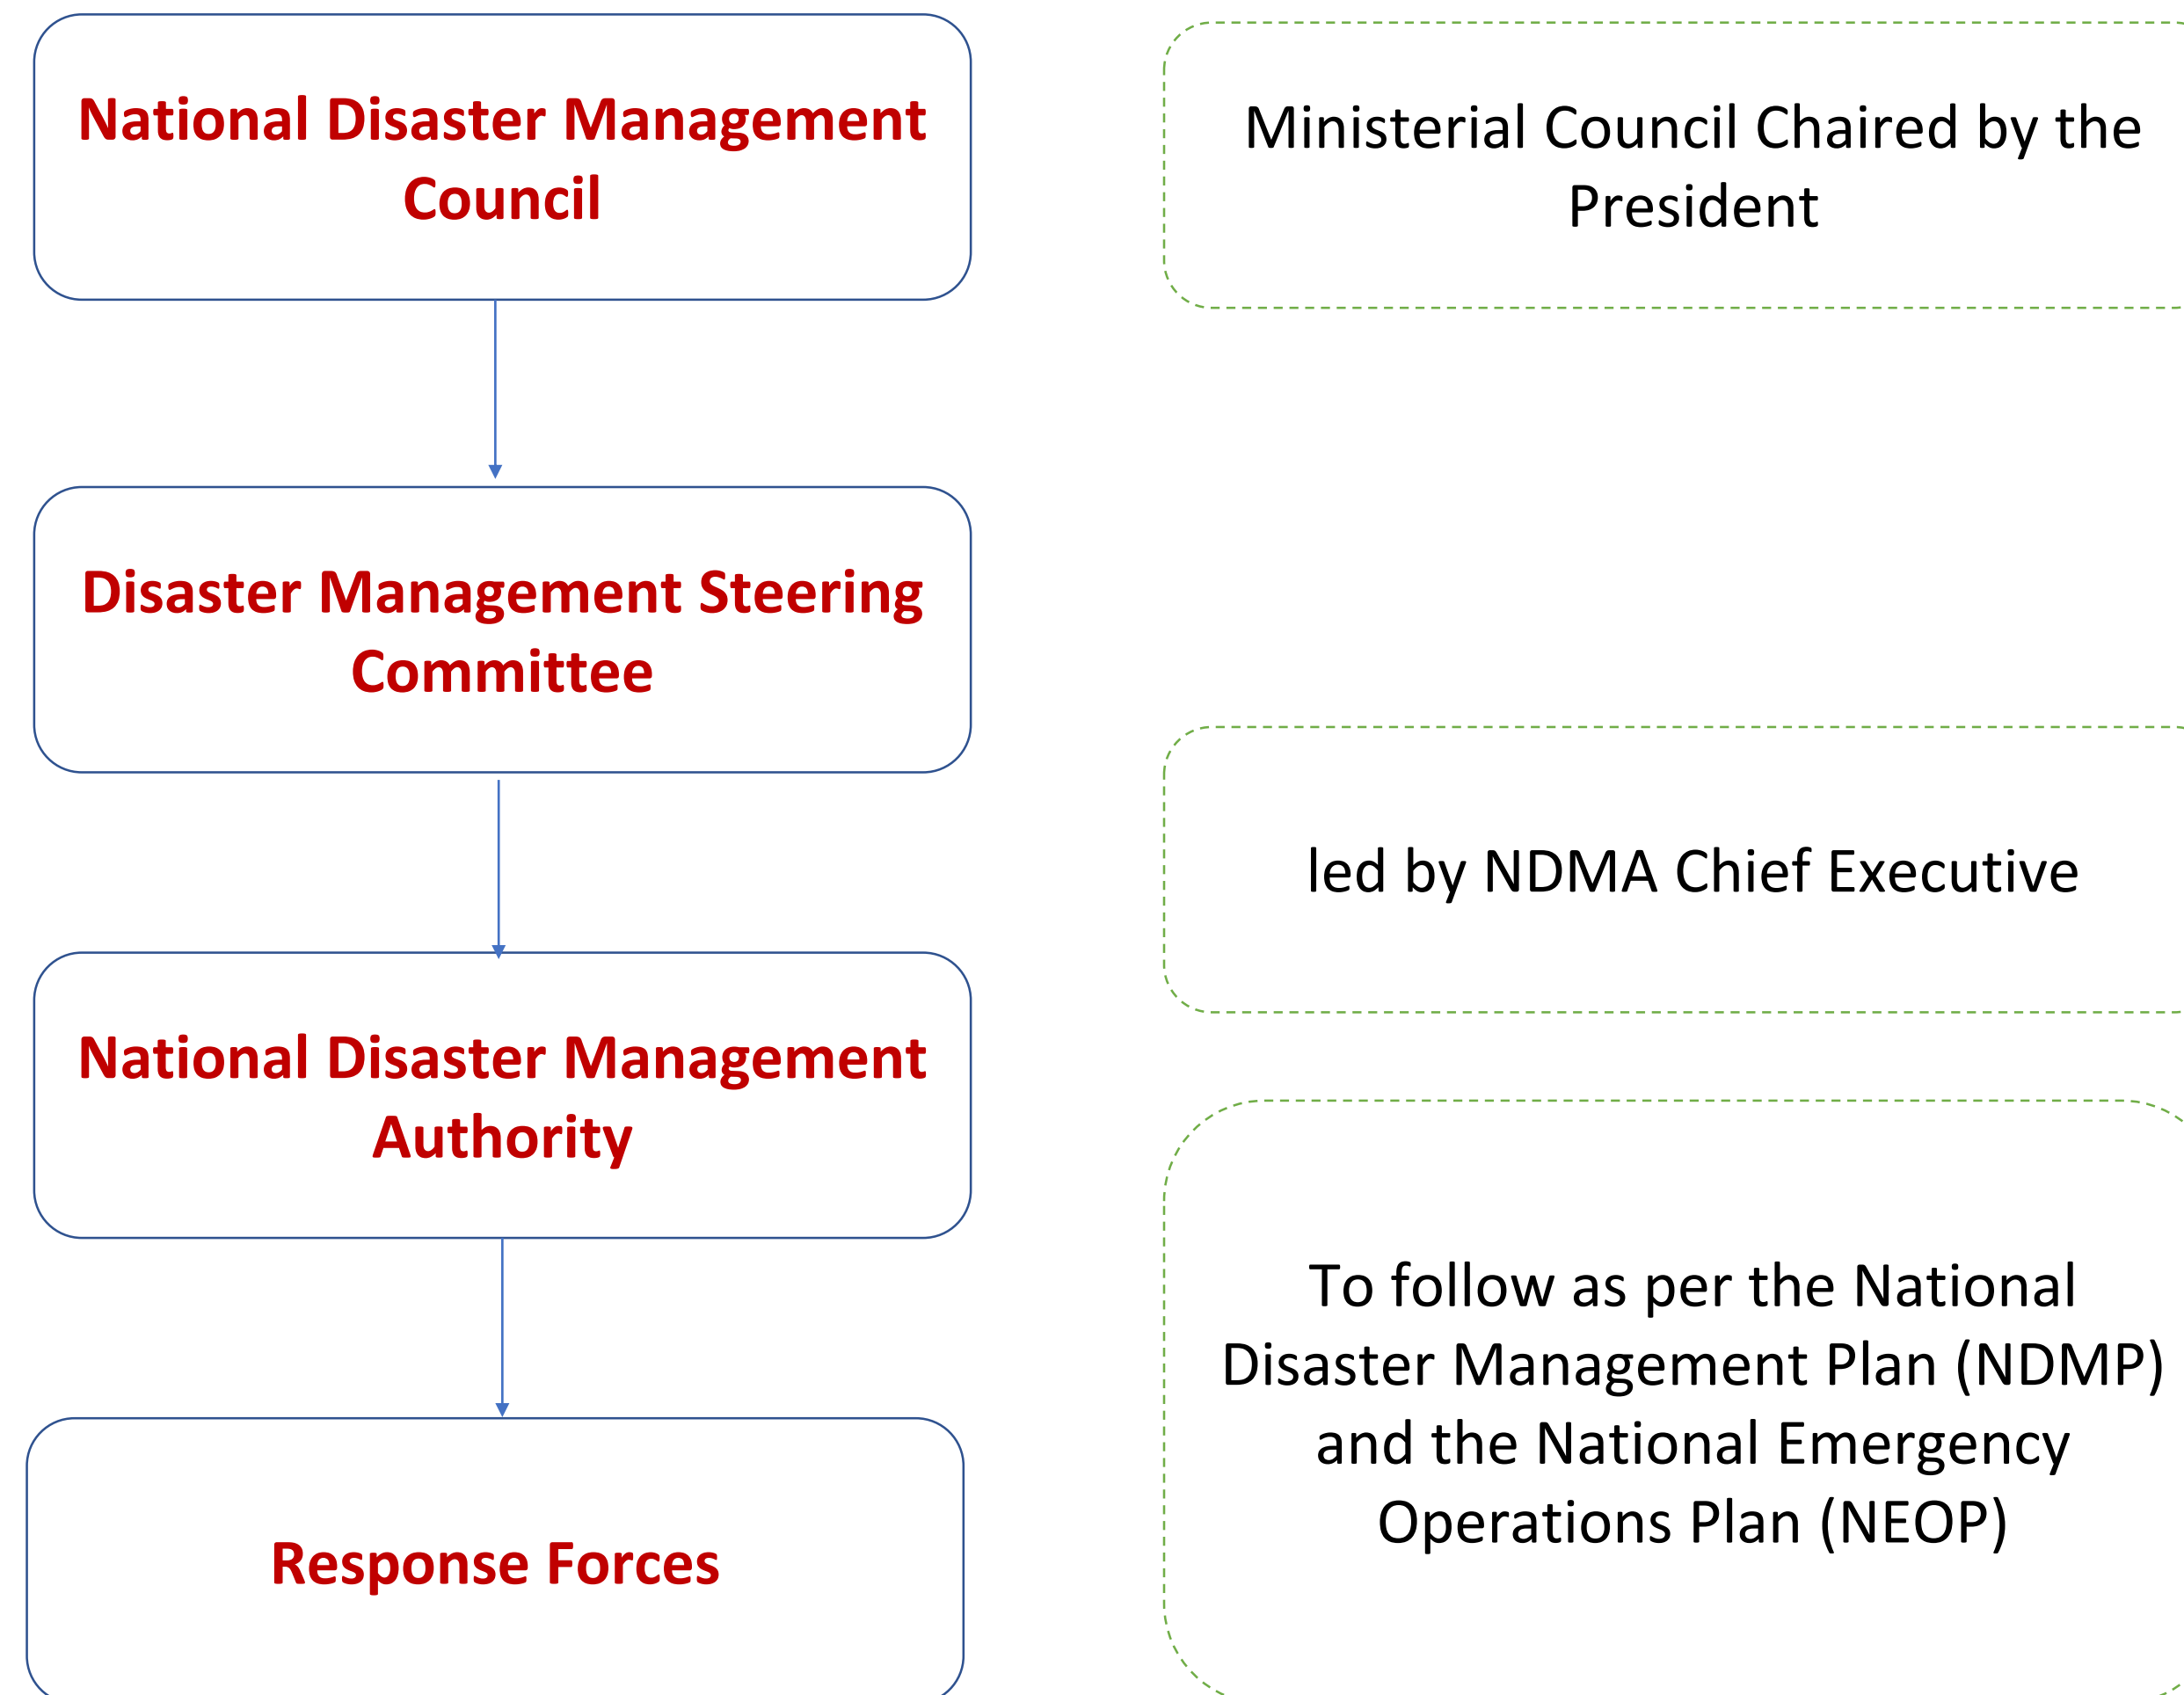 National Disaster Management
Council
Ministerial Council Chaired by the
President
Disaster Management Steering
Committee
led by NDMA Chief Executive
National Disaster Management
Authority
To follow as per the National
Disaster Management Plan (NDMP)
and the National Emergency
Operations Plan (NEOP)
Response Forces